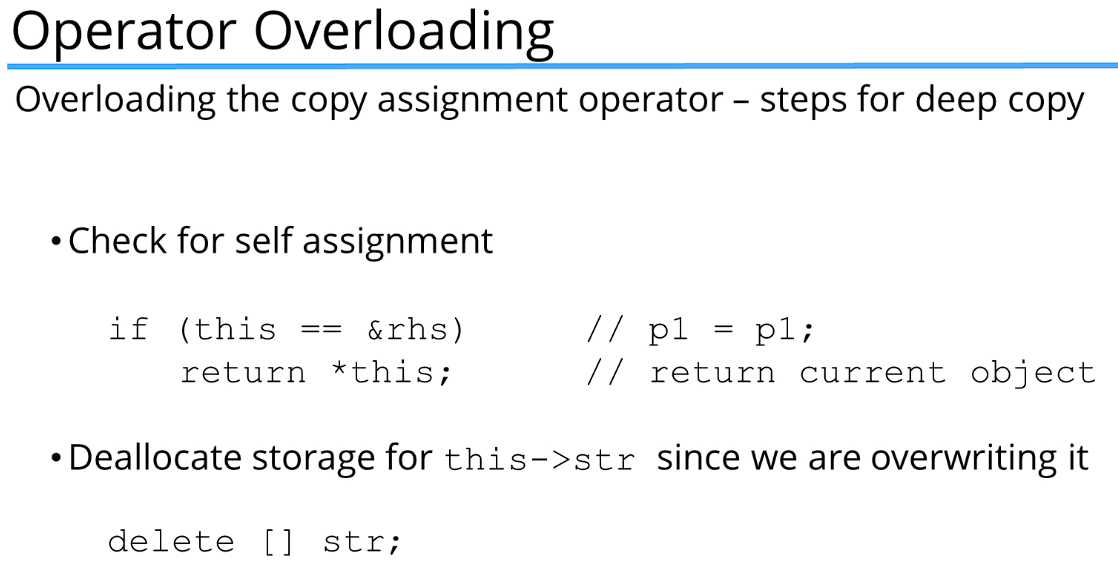 Operator Overloading
Overloading the copy assignment operator – steps for deep copy
• Check for self assignment
if (this == &rhs) // p1 = p1;
return *this; // return current object
• Deallocate storage for this->str since we are overwriting it
delete [] str;